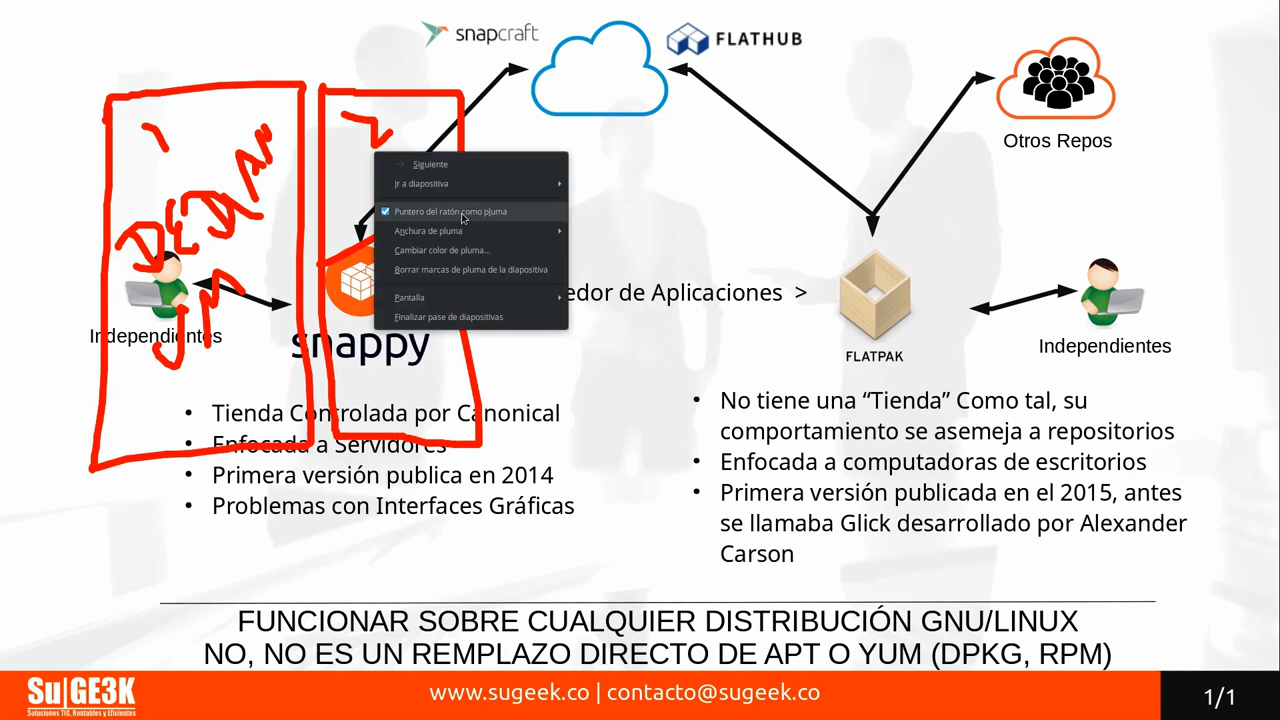 snapcraft
FLATHUB
Otros Repos
1
2
Siguiente
Ir a diapositiva
Puntero del ratón como pluma
Anchura de pluma
Cambiar color de pluma...
Borrar marcas de pluma de la diapositiva
Pantalla
Finalizar pase de diapositivas
edor de Aplicaciones >
Independientes
snappy
FLATPAK
Independientes
• Tienda Controlada por Canonical
• Enfocada a Servidores
• Primera versión publica en 2014
• Problemas con Interfaces Gráficas
• No tiene una “Tienda” Como tal, su
comportamiento se asemeja a repositorios
• Enfocada a computadoras de escritorios
• Primera versión publicada en el 2015, antes
se llamaba Glick desarrollado por Alexander
Carson
FUNCIONAR SOBRE CUALQUIER DISTRIBUCIÓN GNU/LINUX
NO, NO ES UN REMPLAZO DIRECTO DE APT O YUM (DPKG, RPM)
Su|GE3K
Soluciones TIC, Rentables y Eficientes
www.sugeek.co | contacto@sugeek.co
1/1